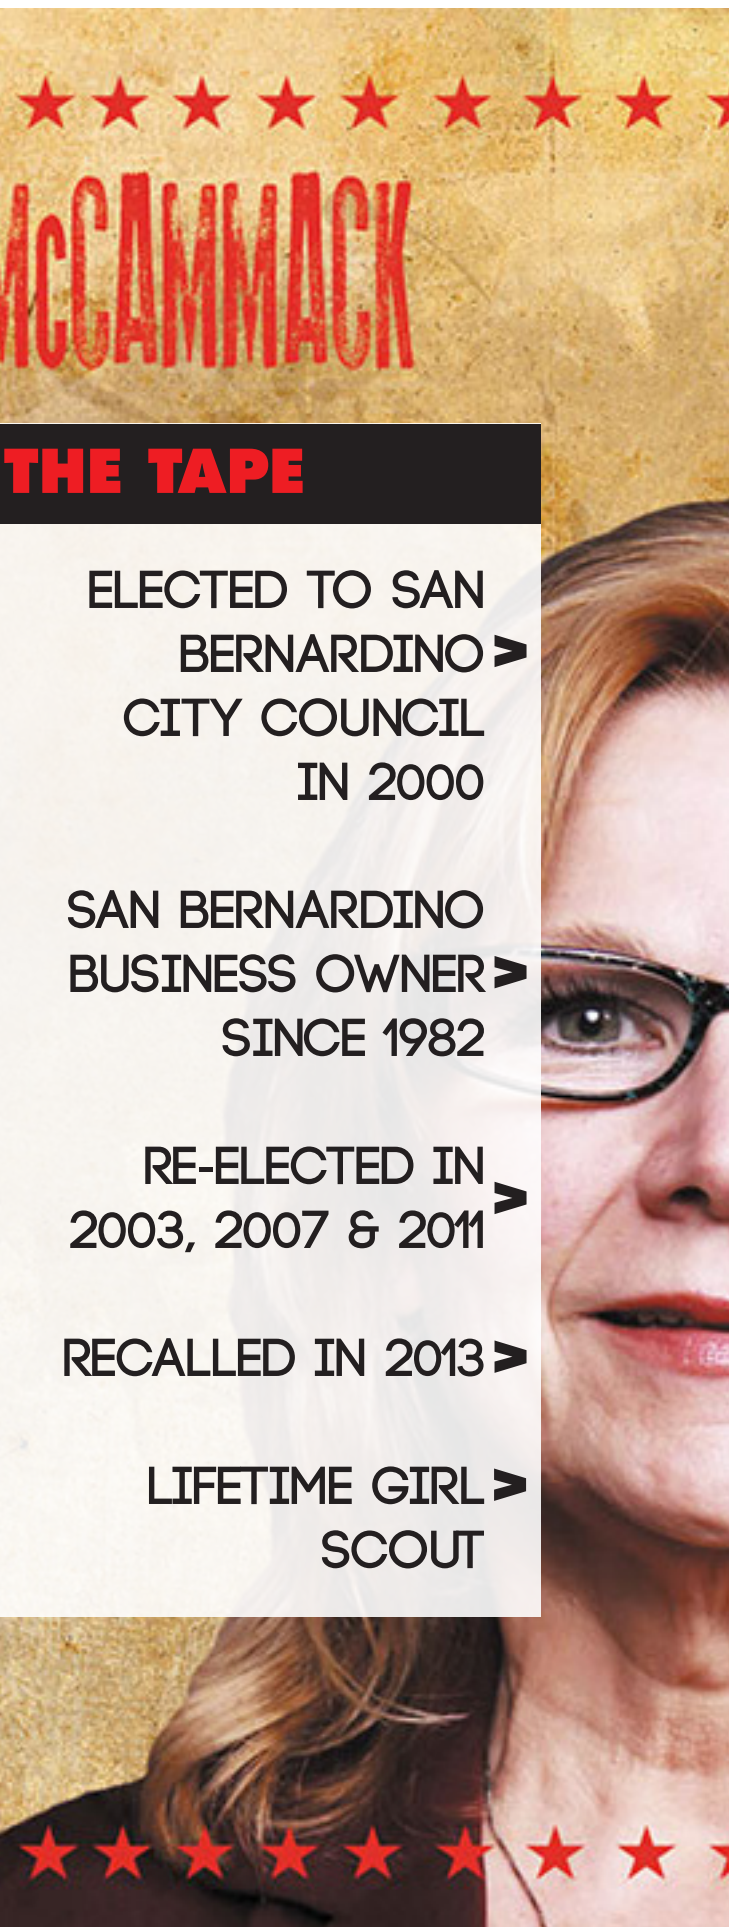 McCAMMACK
THE TAPE
ELECTED TO SAN
BERNARDINO >
CITY COUNCIL
IN 2000
SAN BERNARDINO
BUSINESS OWNER >
SINCE 1982
RE-ELECTED IN
2003, 2007 & 2011 >
RECALLED IN 2013 >
LIFETIME GIRL >
SCOUT